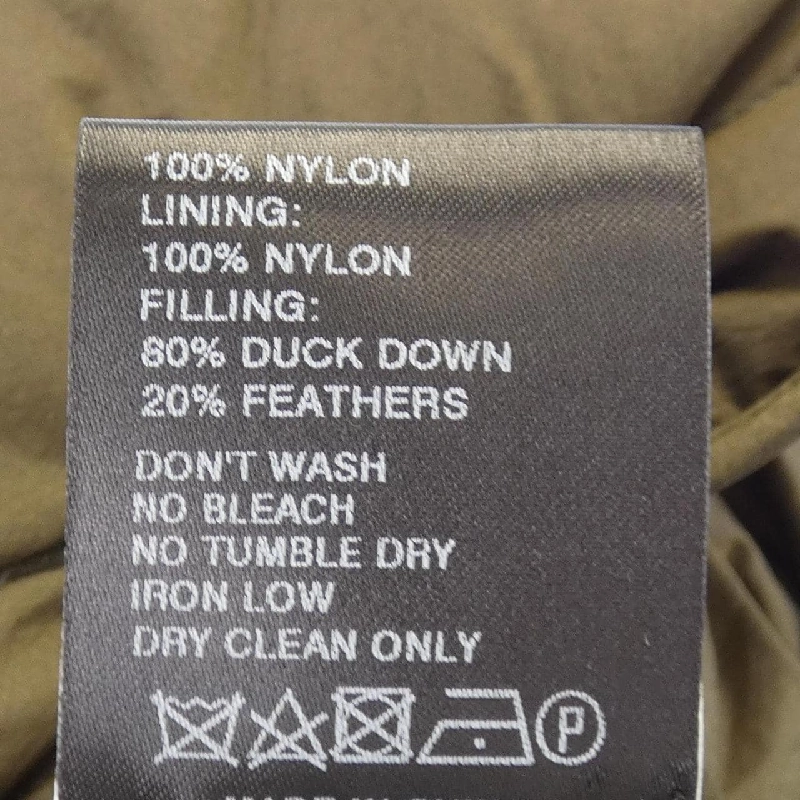 100% NYLON
LINING:
100% NYLON
FILLING:
80% DUCK DOWN
20% FEATHERS
DON'T WASH
NO BLEACH
NO TUMBLE DRY
IRON LOW
DRY CLEAN ONLY
P